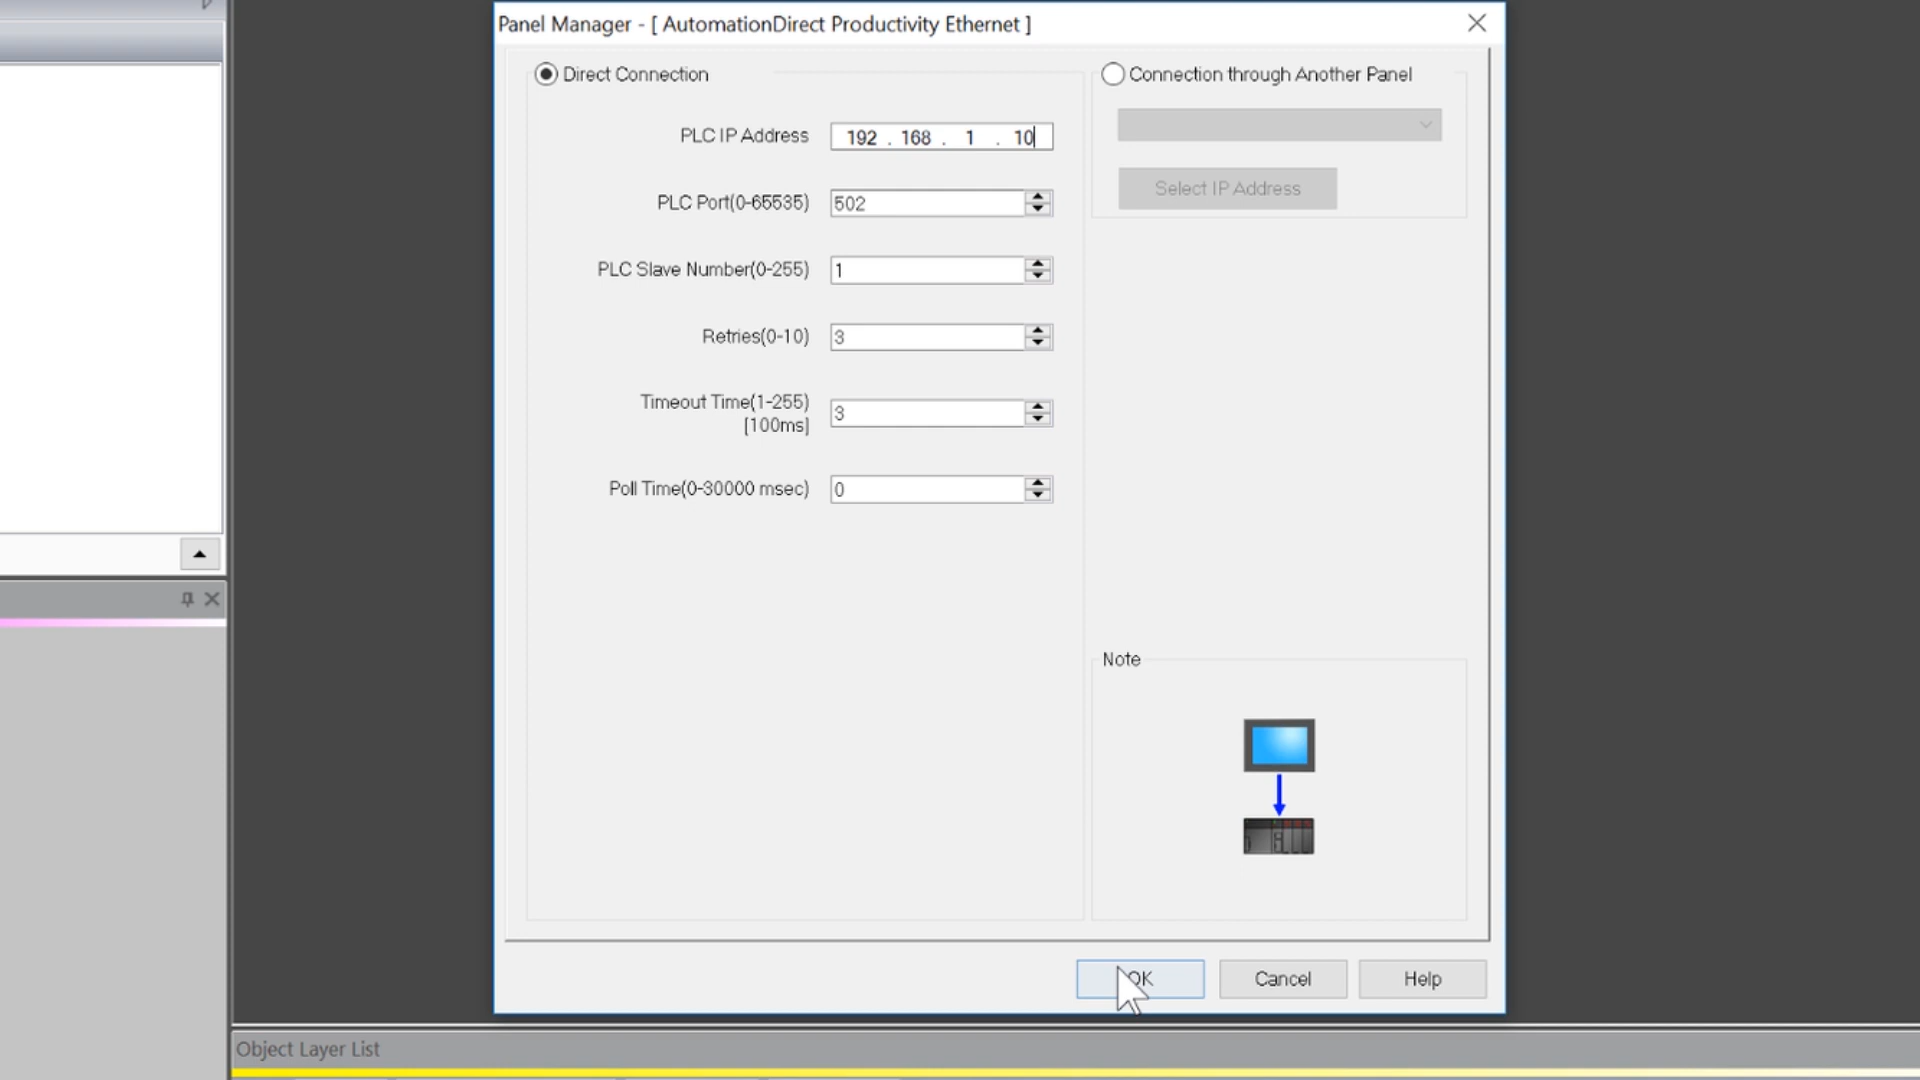 Panel Manager - [ AutomationDirect Productivity Ethernet ]
Direct Connection
PLC IP Address
192 . 168 . 1 . 10
PLC Port(0-65535)
502
PLC Slave Number(0-255)
1
Retries(0-10)
3
Timeout Time(1-255)
[100ms]
3
Poll Time(0-30000 msec)
0
Connection through Another Panel
Select IP Address
Note
OK
Cancel
Help
Object Layer List